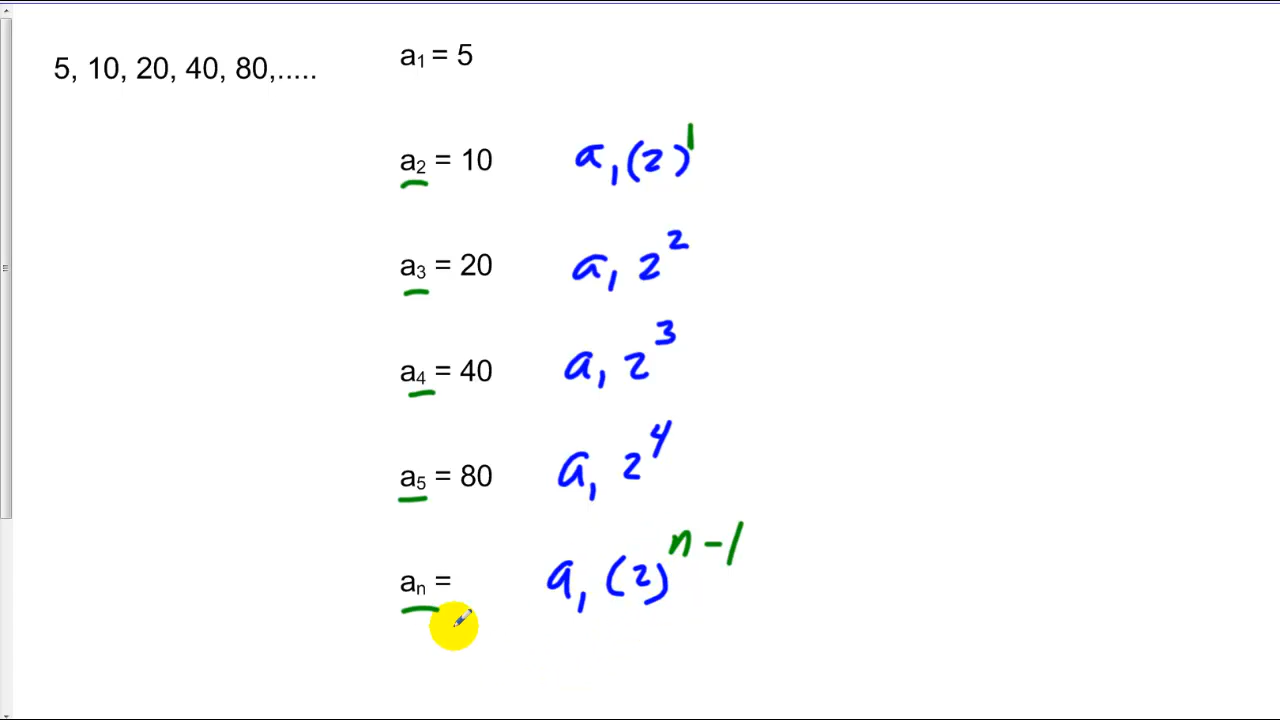 5, 10, 20, 40, 80,.....
a₁ = 5
a₂ = 10 a₁(2)¹
a₃ = 20 a₁ 2²
a₄ = 40 a₁ 2³
a₅ = 80 a₁ 2⁴
aₙ = a₁ (2)ⁿ⁻¹